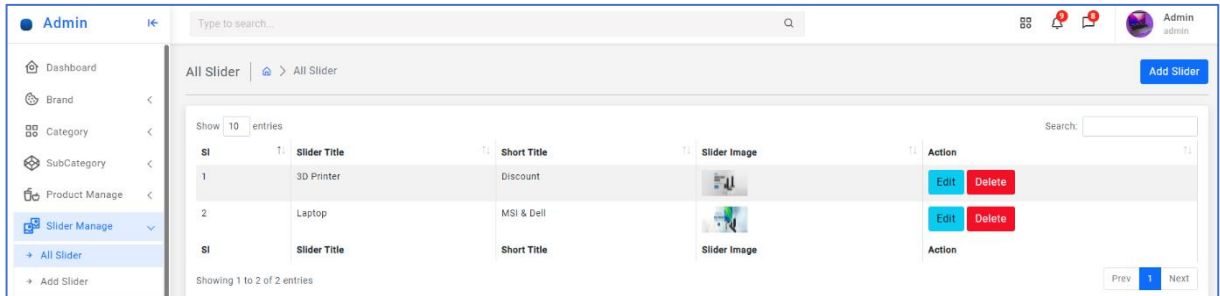 Admin
Type to search...
9
8
Admin
admin
Dashboard
Brand
Category
SubCategory
Product Manage
Slider Manage
All Slider
Add Slider
All Slider > All Slider
Add Slider
Show 10 entries
Search:
Sl Slider Title Short Title Slider Image Action
1 3D Printer Discount Edit Delete
2 Laptop MSI & Dell Edit Delete
Sl Slider Title Short Title Slider Image Action
Showing 1 to 2 of 2 entries
Prev 1 Next